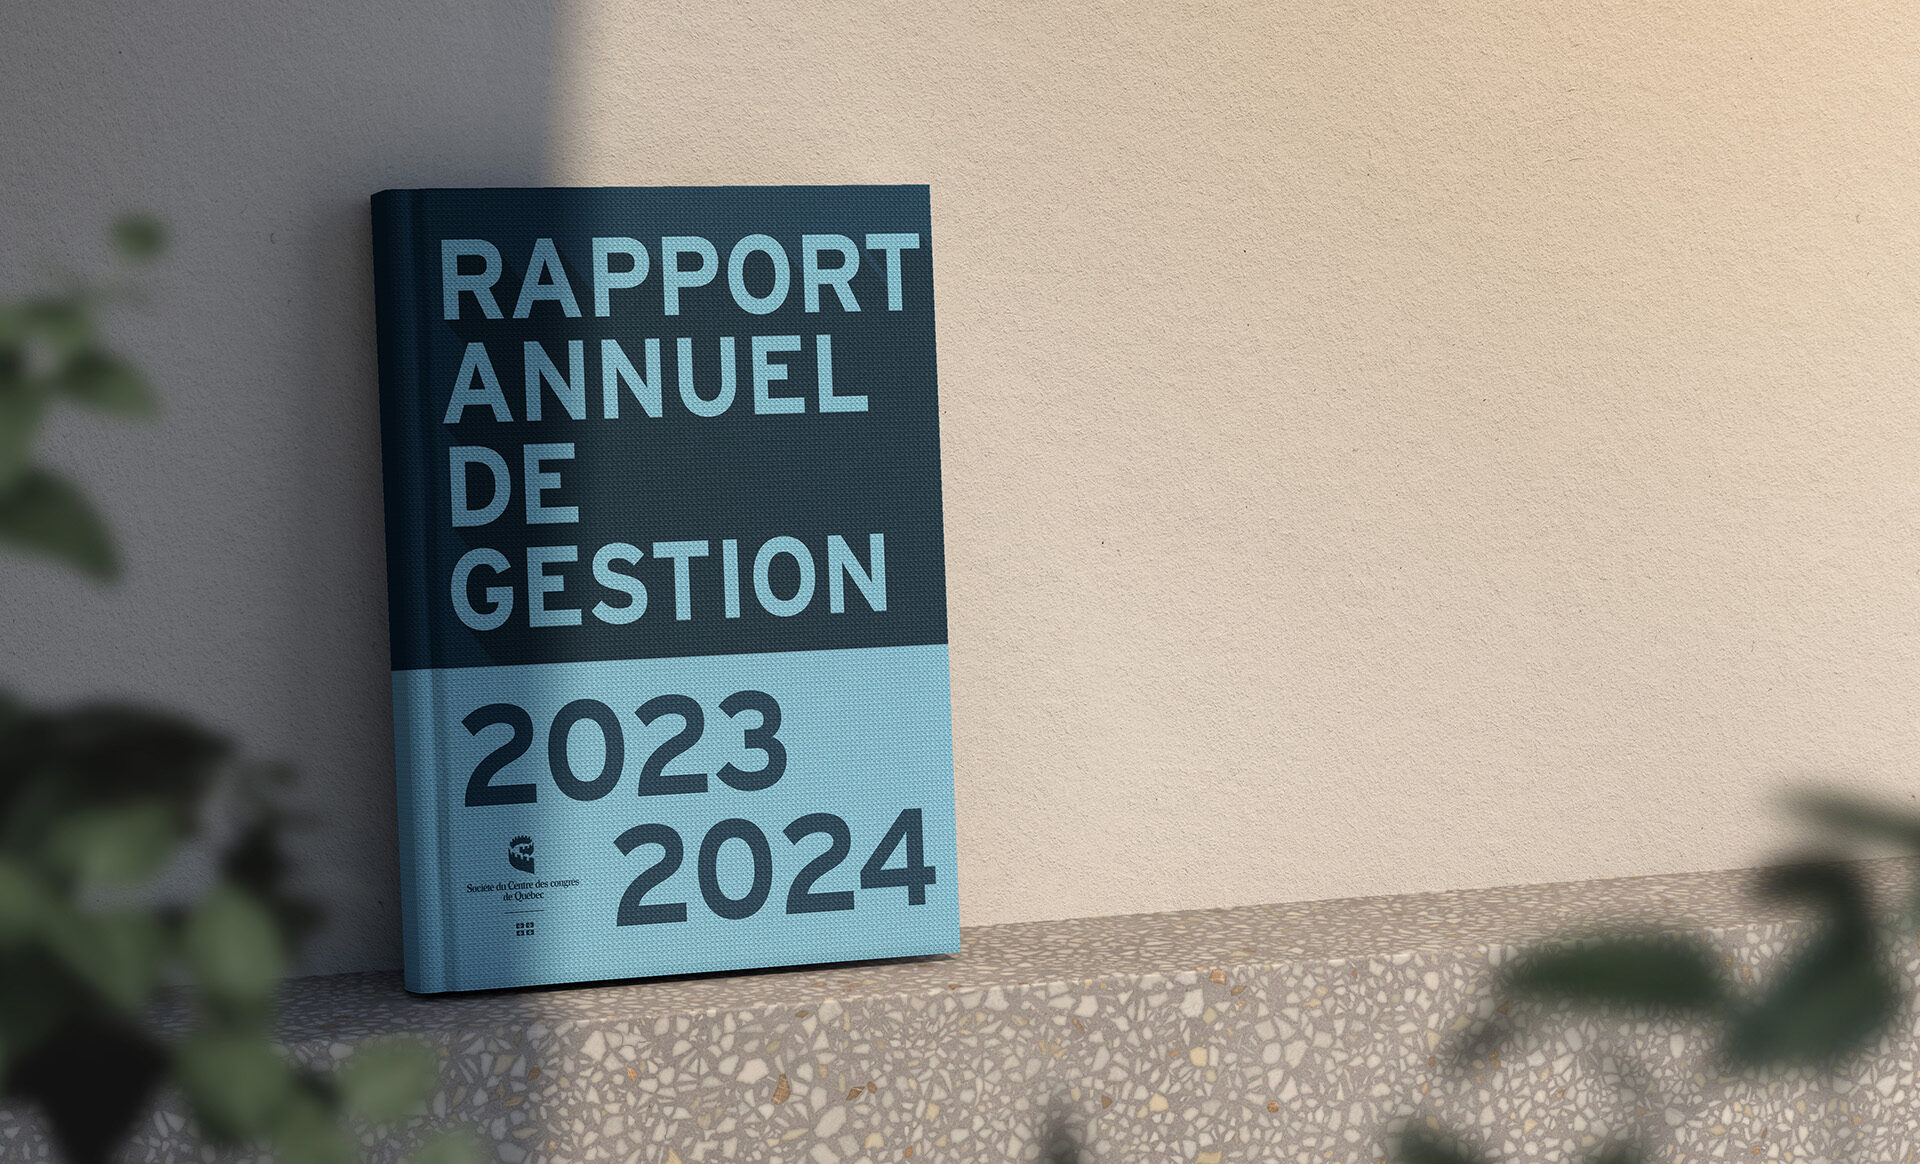 RAPPORT
ANNUEL
DE
GESTION
2023
2024
Société du Centre des congrès
de Québec